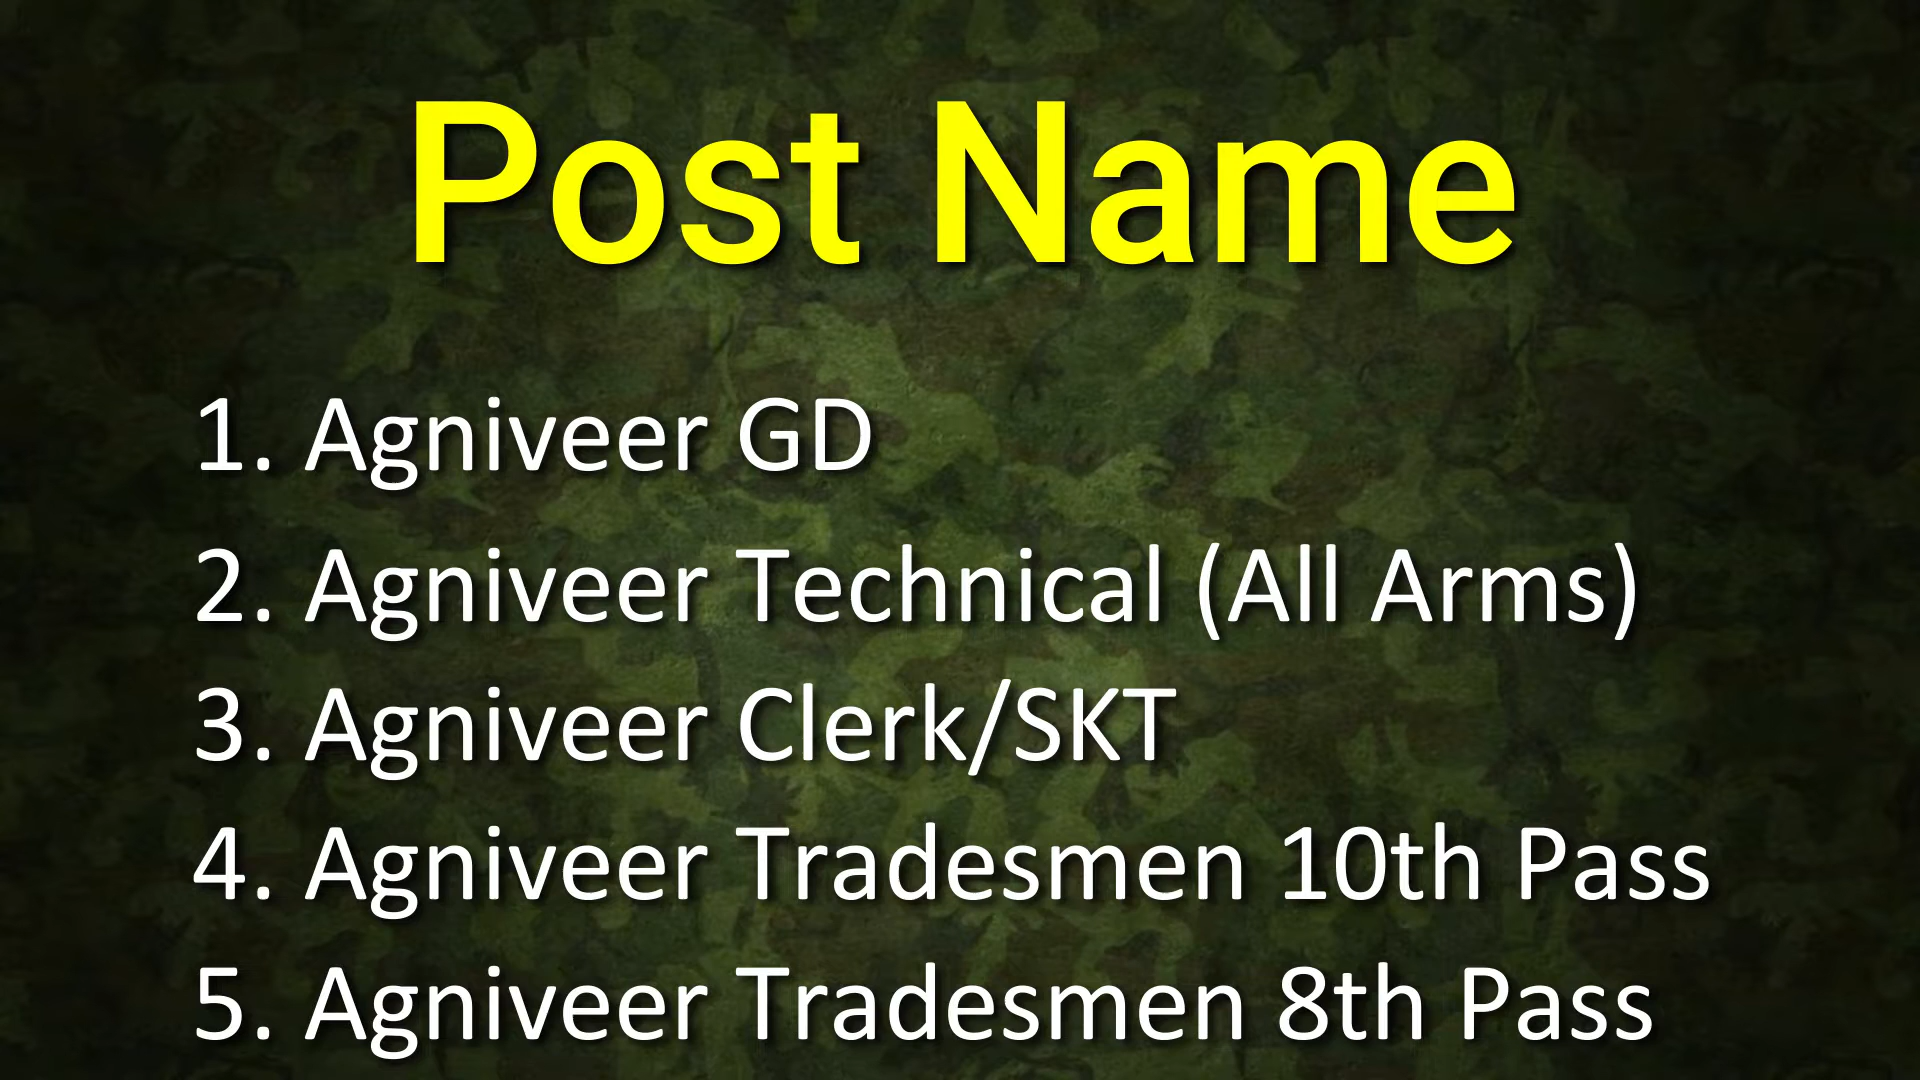 Post Name
1. Agniveer GD
2. Agniveer Technical (All Arms)
3. Agniveer Clerk/SKT
4. Agniveer Tradesmen 10th Pass
5. Agniveer Tradesmen 8th Pass